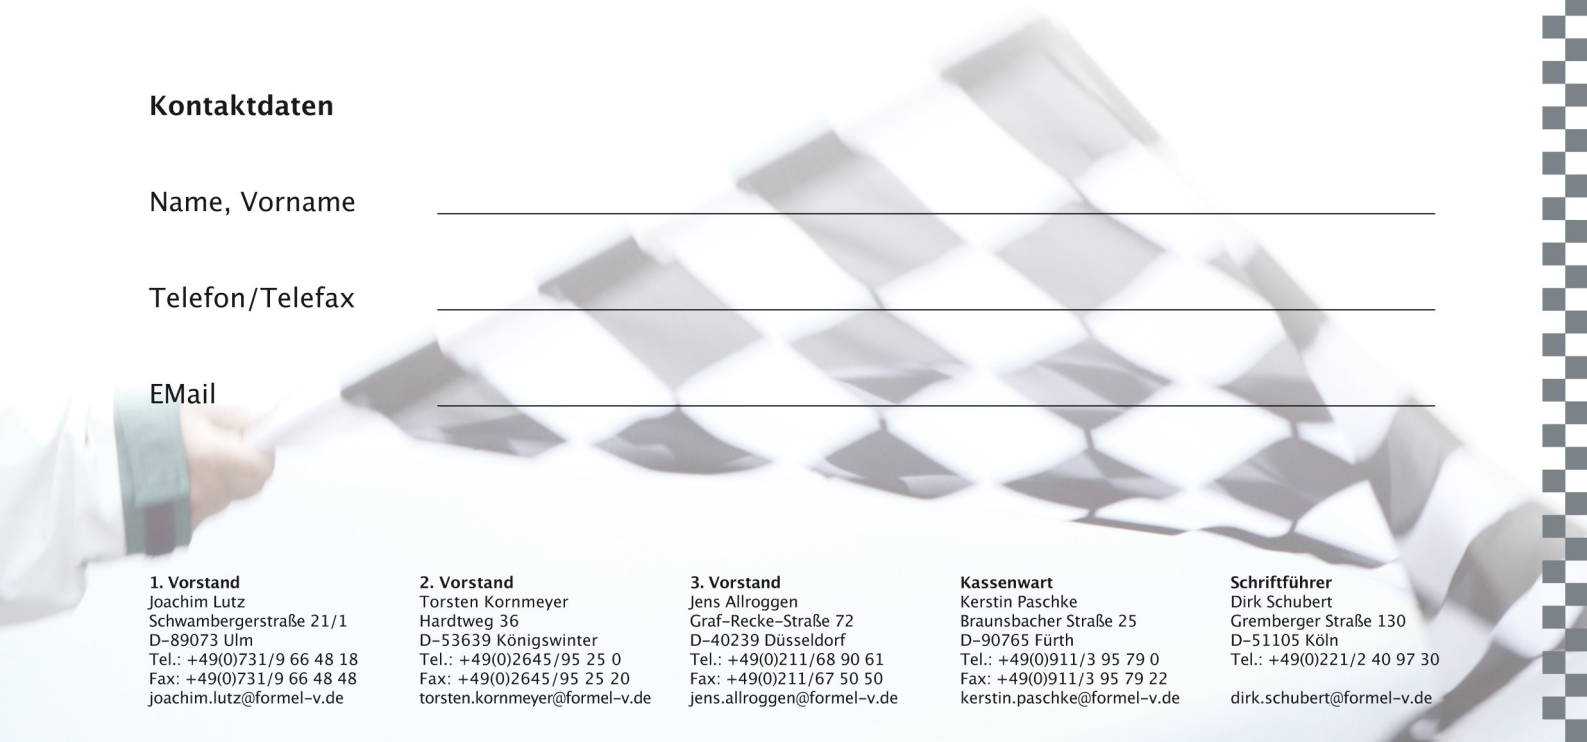 Kontaktdaten
Name, Vorname
Telefon/Telefax
EMail
1. Vorstand
Joachim Lutz
Schwambergerstraße 21/1
D-89073 Ulm
Tel.: +49(0)731/9 66 48 18
Fax: +49(0)731/9 66 48 48
joachim.lutz@formel-v.de
2. Vorstand
Torsten Kornmeyer
Hardtweg 36
D-53639 Königswinter
Tel.: +49(0)2645/95 25 0
Fax: +49(0)2645/95 25 20
torsten.kornmeyer@formel-v.de
3. Vorstand
Jens Allroggen
Graf-Recke-Straße 72
D-40239 Düsseldorf
Tel.: +49(0)211/68 90 61
Fax: +49(0)211/67 50 50
jens.allroggen@formel-v.de
Kassenwart
Kerstin Paschke
Braunsbacher Straße 25
D-90765 Fürth
Tel.: +49(0)911/3 95 79 0
Fax: +49(0)911/3 95 79 22
kerstin.paschke@formel-v.de
Schriftführer
Dirk Schubert
Gremberger Straße 130
D-51105 Köln
Tel.: +49(0)221/2 40 97 30
dirk.schubert@formel-v.de